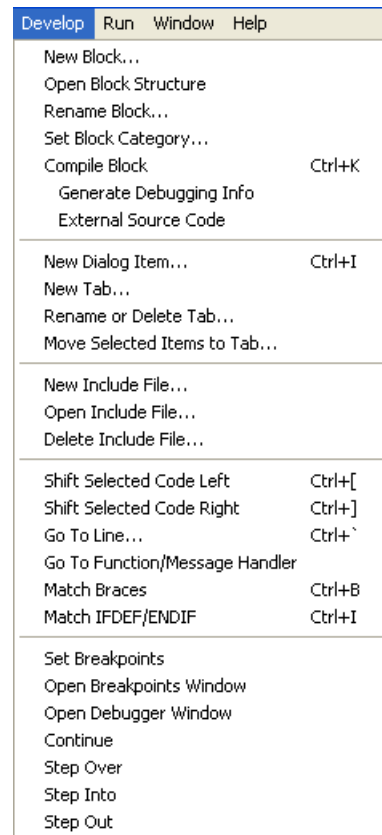 Develop Run Window Help
New Block...
Open Block Structure
Rename Block...
Set Block Category...
Compile Block Ctrl+K
Generate Debugging Info
External Source Code
New Dialog Item... Ctrl+I
New Tab...
Rename or Delete Tab...
Move Selected Items to Tab...
New Include File...
Open Include File...
Delete Include File...
Shift Selected Code Left Ctrl+[
Shift Selected Code Right Ctrl+]
Go To Line... Ctrl+`
Go To Function/Message Handler
Match Braces Ctrl+B
Match IFDEF/ENDIF Ctrl+I
Set Breakpoints
Open Breakpoints Window
Open Debugger Window
Continue
Step Over
Step Into
Step Out